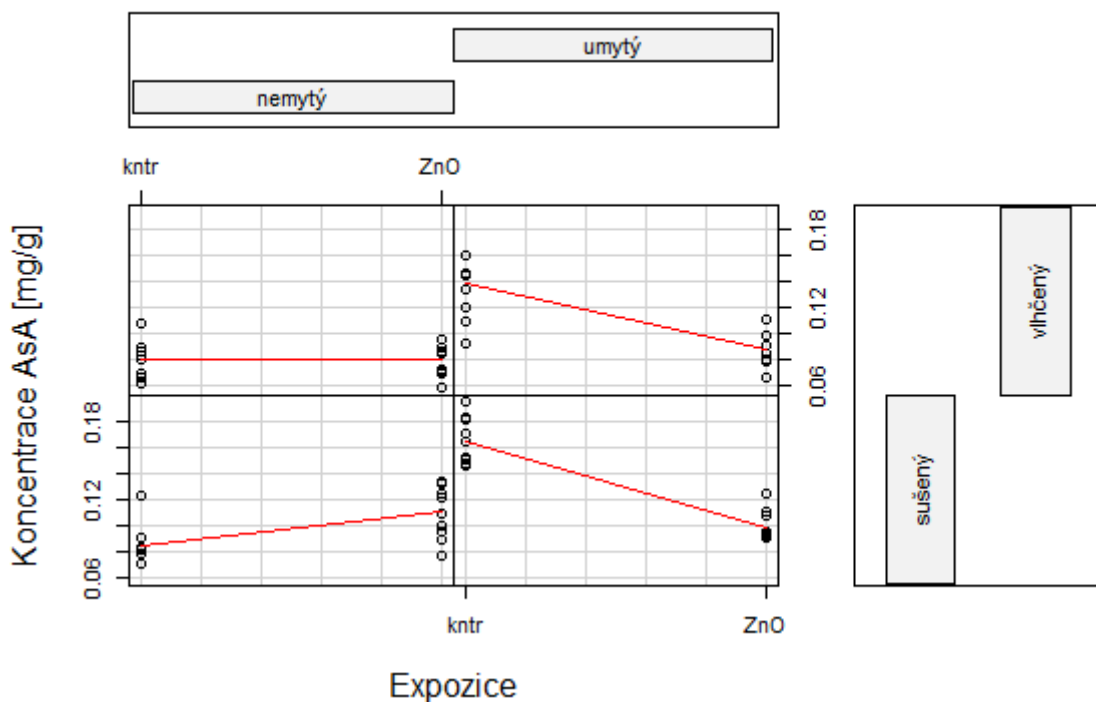 umytý
nemytý
kntr ZnO
Koncentrace AsA [mg/g]
0.18
0.12
0.06
vlhčený
0.18
0.12
0.06
sušený
kntr ZnO
Expozice